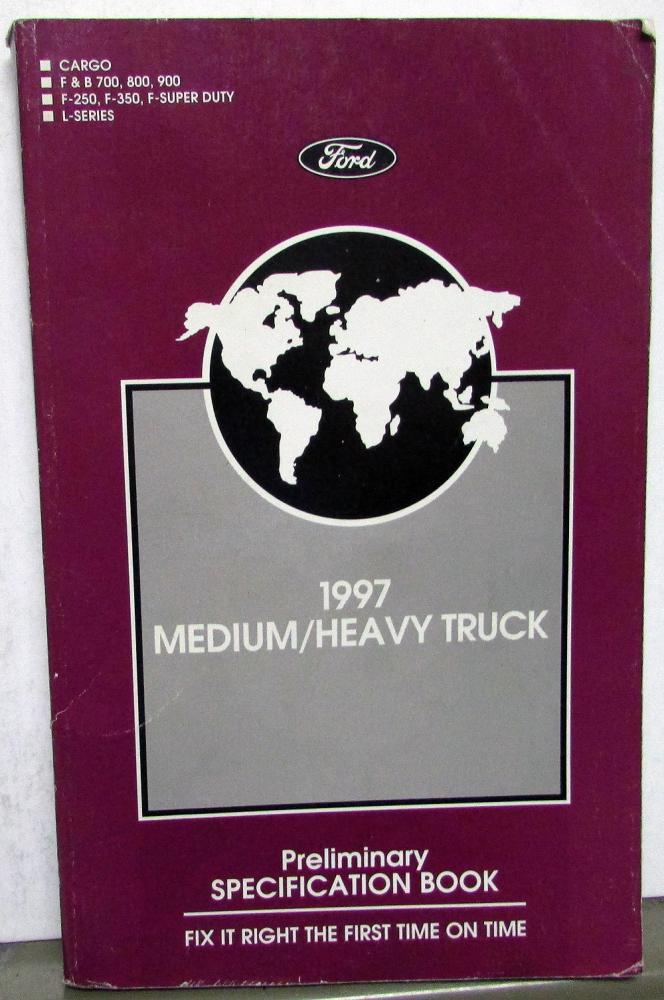 CARGO
F & B 700, 800, 900
F-250, F-350, F-SUPER DUTY
L-SERIES
Ford
1997
MEDIUM/HEAVY TRUCK
Preliminary
SPECIFICATION BOOK
FIX IT RIGHT THE FIRST TIME ON TIME